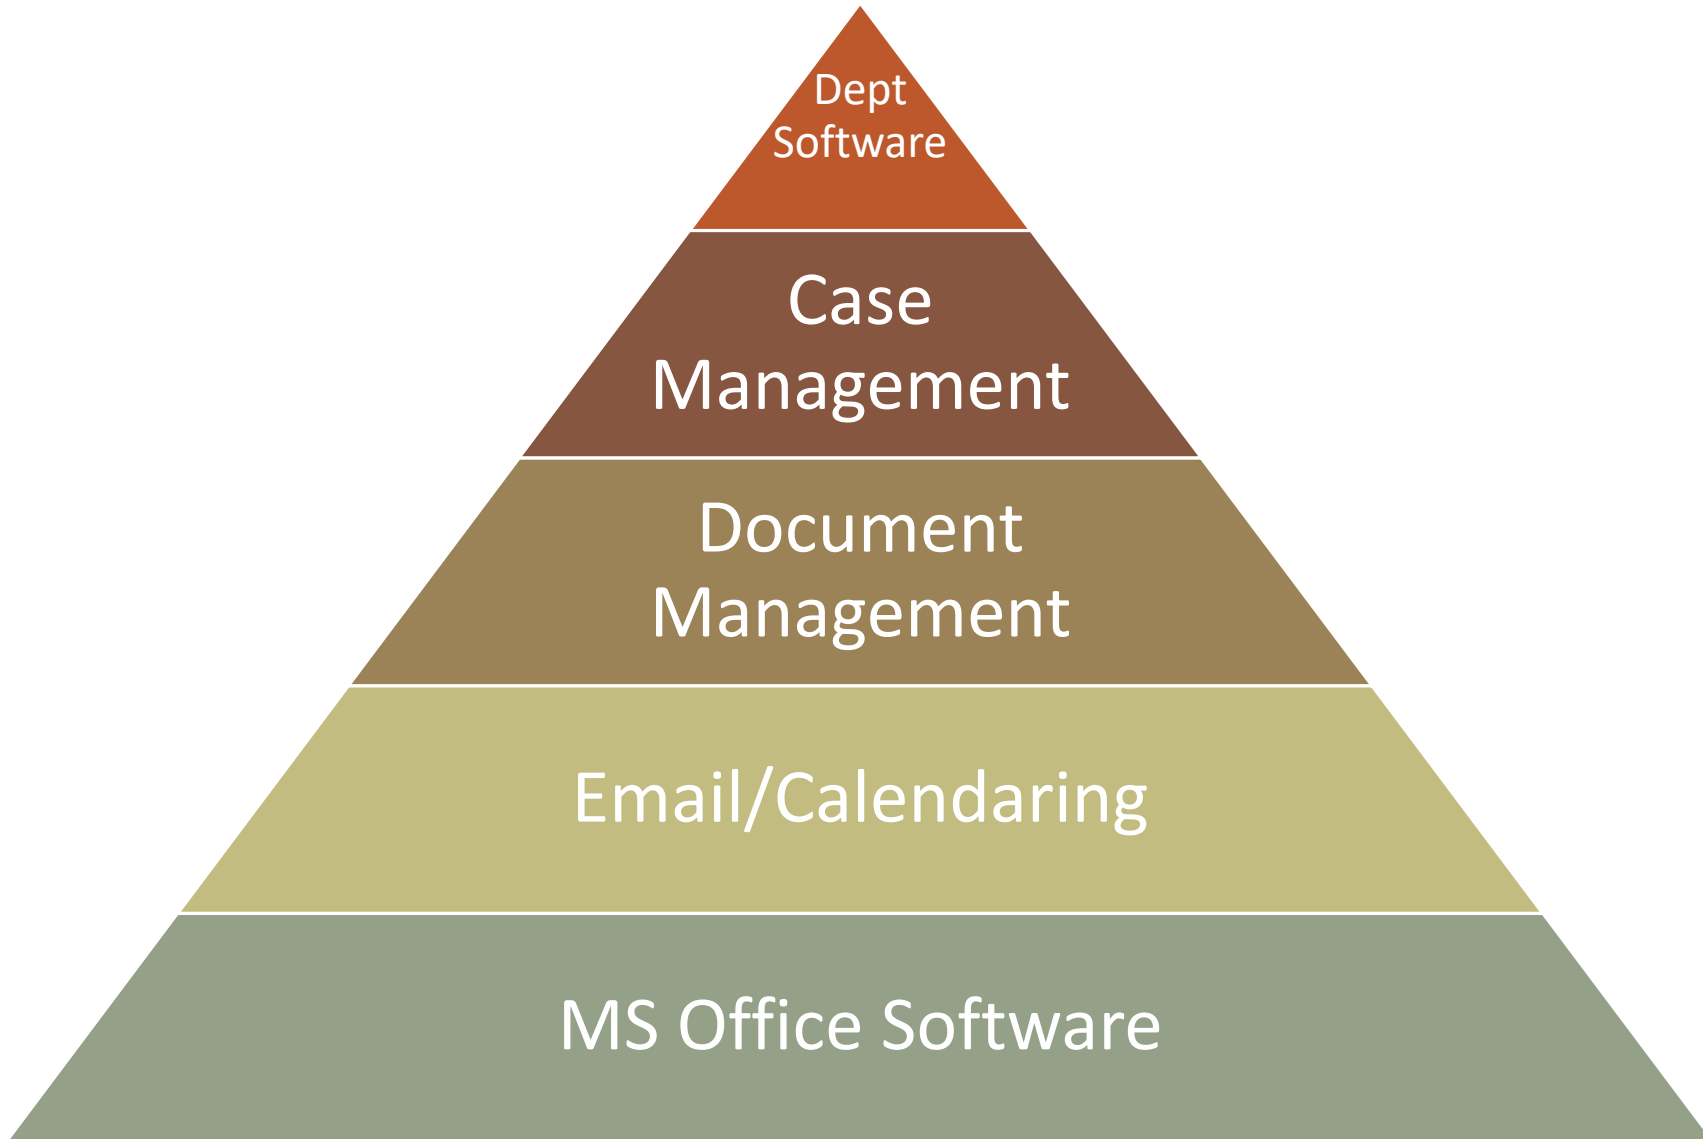 Dept
Software
Case
Management
Document
Management
Email/Calendaring
MS Office Software